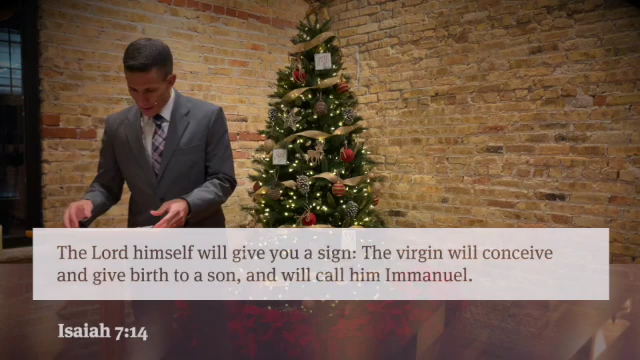 The Lord himself will give you a sign: The virgin will conceive
and give birth to a son, and will call him Immanuel.
Isaiah 7:14